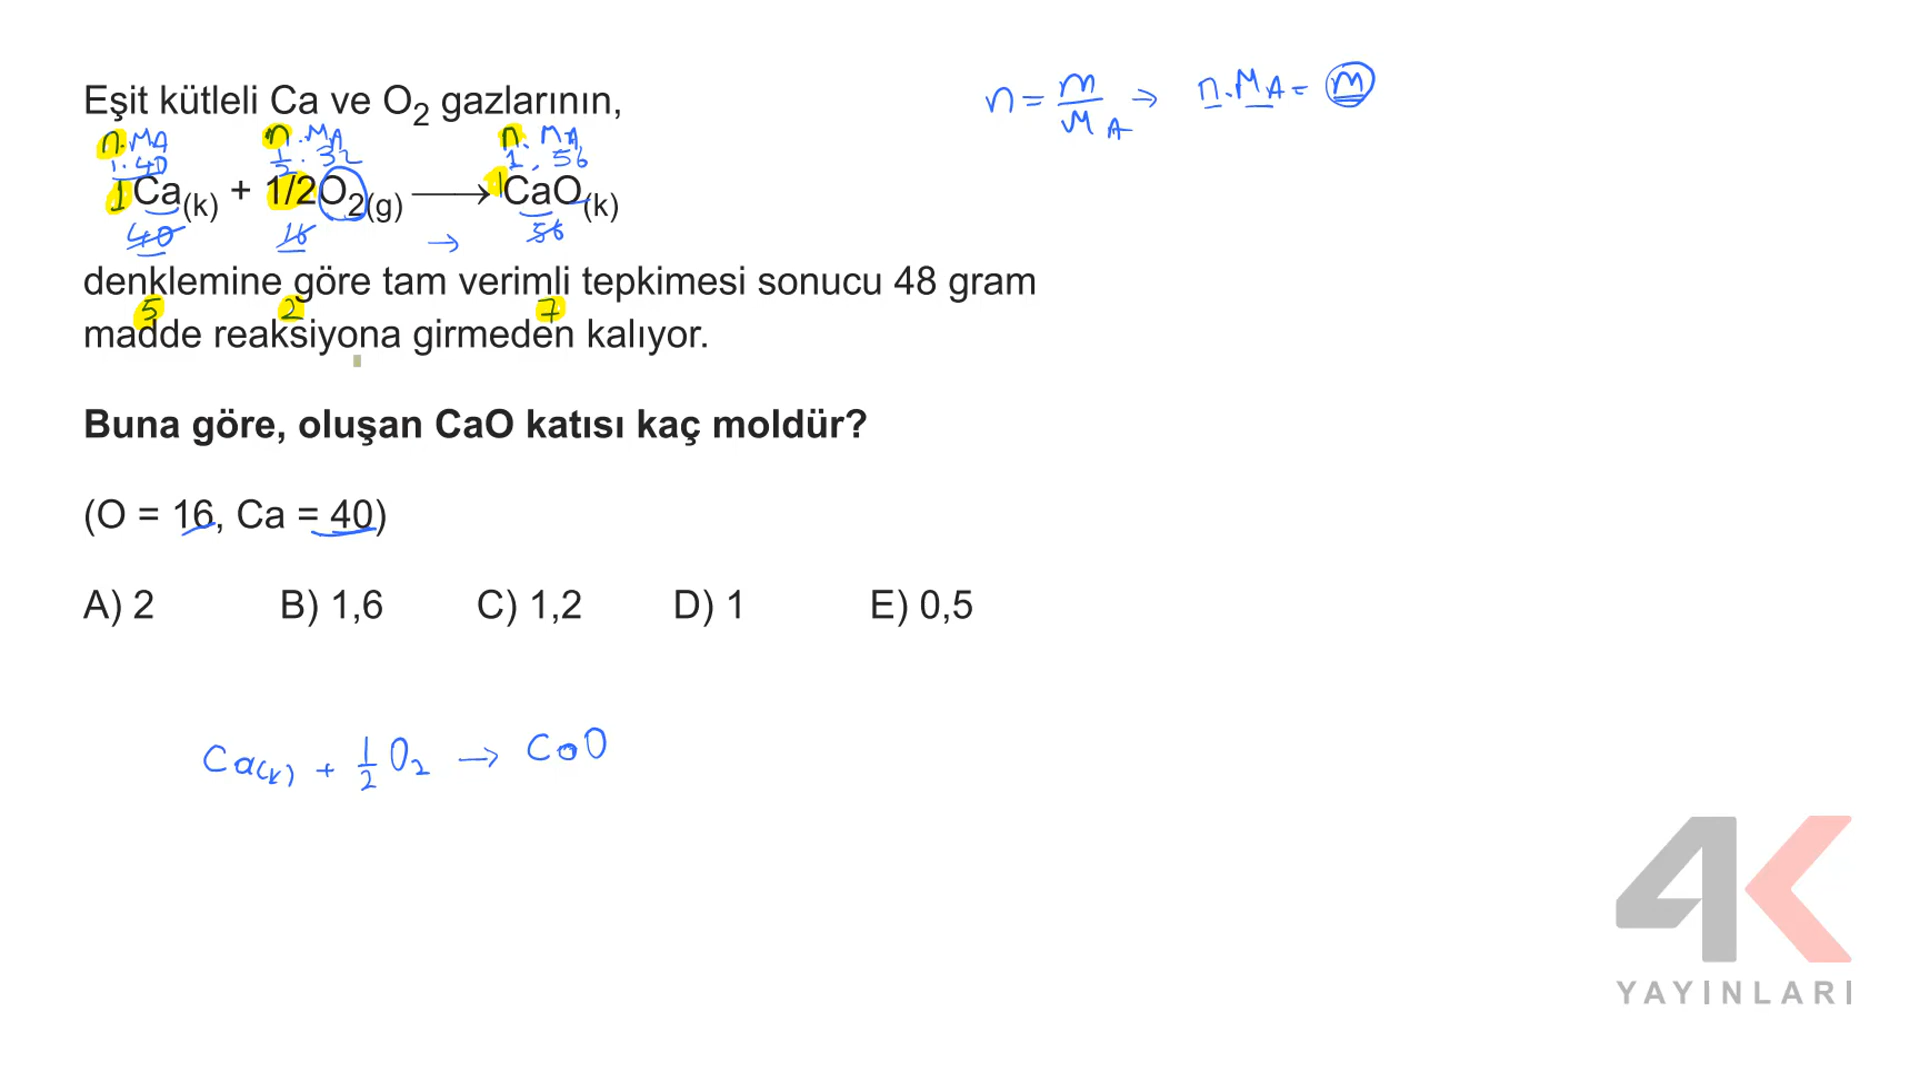 Eşit kütleli Ca ve O2 gazlarının,
n = m/MA → n.MA = m
n.MA n.MA n.MA
1.40 1/2.32 1.56
1Ca(k) + 1/2O2(g) ⟶ 1CaO(k)
40 16 → 56
denklemine göre tam verimli tepkimesi sonucu 48 gram
5 2 7
madde reaksiyona girmeden kalıyor.
Buna göre, oluşan CaO katısı kaç moldür?
(O = 16, Ca = 40)
A) 2 B) 1,6 C) 1,2 D) 1 E) 0,5
Ca(k) + 1/2 O2 → CaO
4K
YAYINLARI